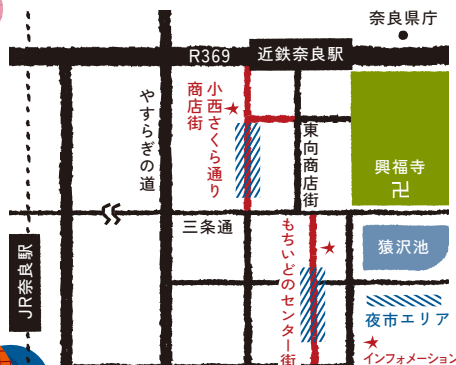 奈良県庁
R369
近鉄奈良駅
やすらぎの道
小西さくら通り
商店街
東向商店街
興福寺
卍
三条通
猿沢池
JR奈良駅
もちいどのセンター街
夜市エリア
インフォメーション